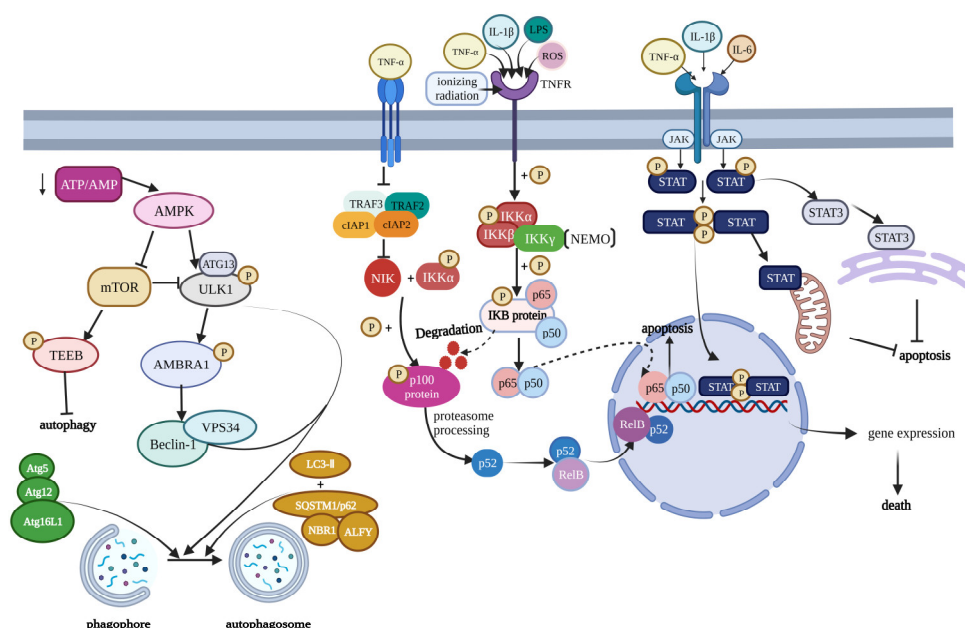 TNF-α
TNF-α
IL-1β
LPS
ROS
ionizing
radiation
TNFR
TNF-α
IL-1β
IL-6
JAK
JAK
P
STAT
P
STAT
STAT
P
P
STAT
STAT3
STAT3
STAT
apoptosis
ATP/AMP
AMPK
mTOR
ATG13
ULK1
P
P
TEEB
autophagy
AMBRA1
P
VPS34
Beclin-1
Atg5
Atg12
Atg16L1
LC3-Ⅱ
+
SQSTM1/p62
NBR1
ALFY
phagophore
autophagosome
TRAF3
TRAF2
cIAP1
cIAP2
NIK
+
IKKα
P
P +
P
p100
protein
proteasome
processing
p52
p52
RelB
+ P
P
IKKα
IKKβ
IKKγ
(NEMO)
+ P
P
p65
IKB protein
p50
Degradation
p65
p50
apoptosis
p65
p50
RelB
p52
STAT
P
P
STAT
gene expression
death